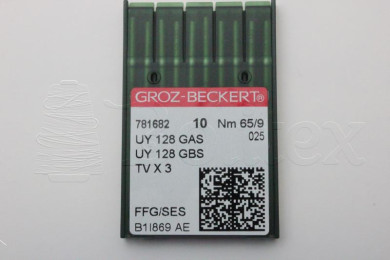 GROZ-BECKERT®
781682 10 Nm 65/9
UY 128 GAS 025
UY 128 GBS
TV X 3
FFG/SES
B1I869 AE